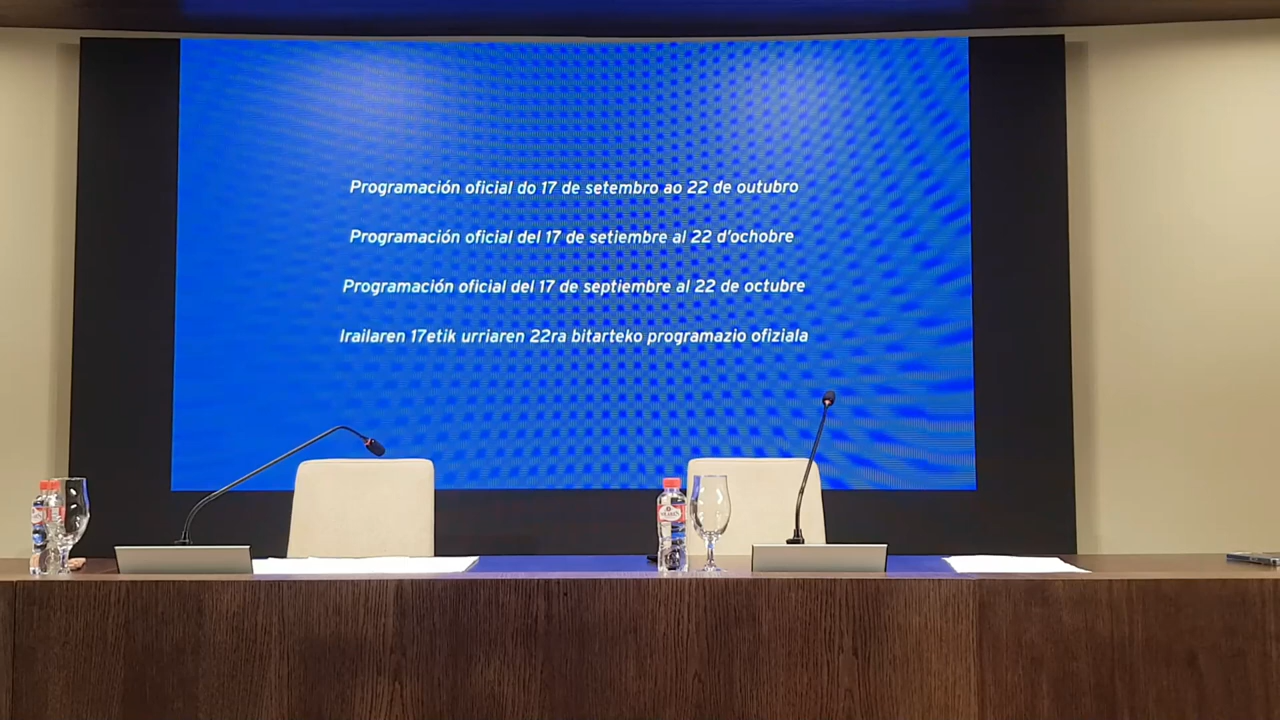 Programación oficial do 17 de setembro ao 22 de outubro
Programación oficial del 17 de setiembre al 22 d'ochobre
Programación oficial del 17 de septiembre al 22 de octubre
Irailaren 17etik urriaren 22ra bitarteko programazio ofiziala